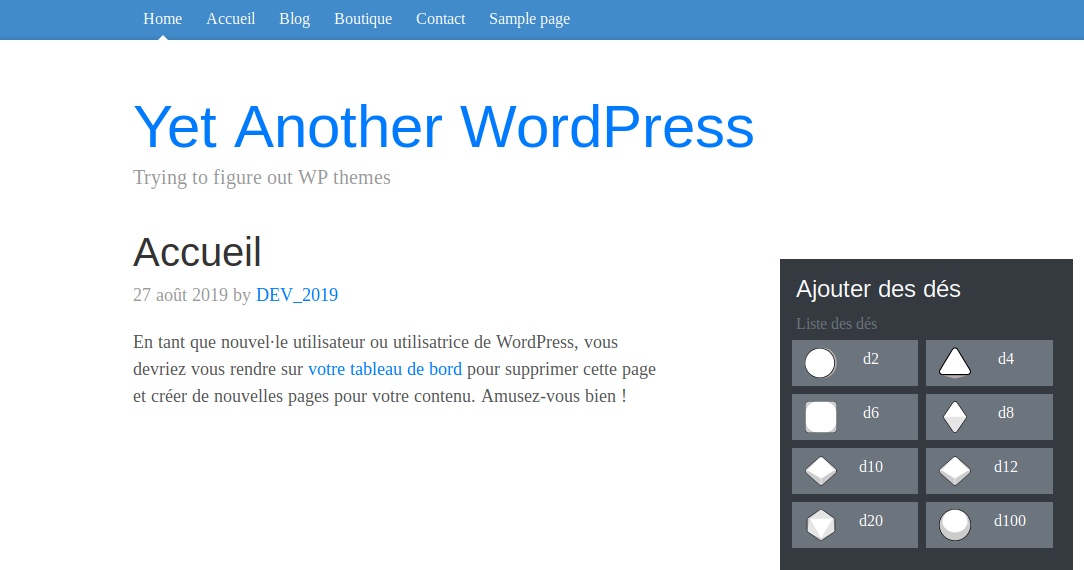 Home Accueil Blog Boutique Contact Sample page
Yet Another WordPress
Trying to figure out WP themes
Accueil
27 août 2019 by DEV_2019
En tant que nouvel·le utilisateur ou utilisatrice de WordPress, vous
devriez vous rendre sur votre tableau de bord pour supprimer cette page
et créer de nouvelles pages pour votre contenu. Amusez-vous bien !
Ajouter des dés
Liste des dés
d2 d4
d6 d8
d10 d12
d20 d100